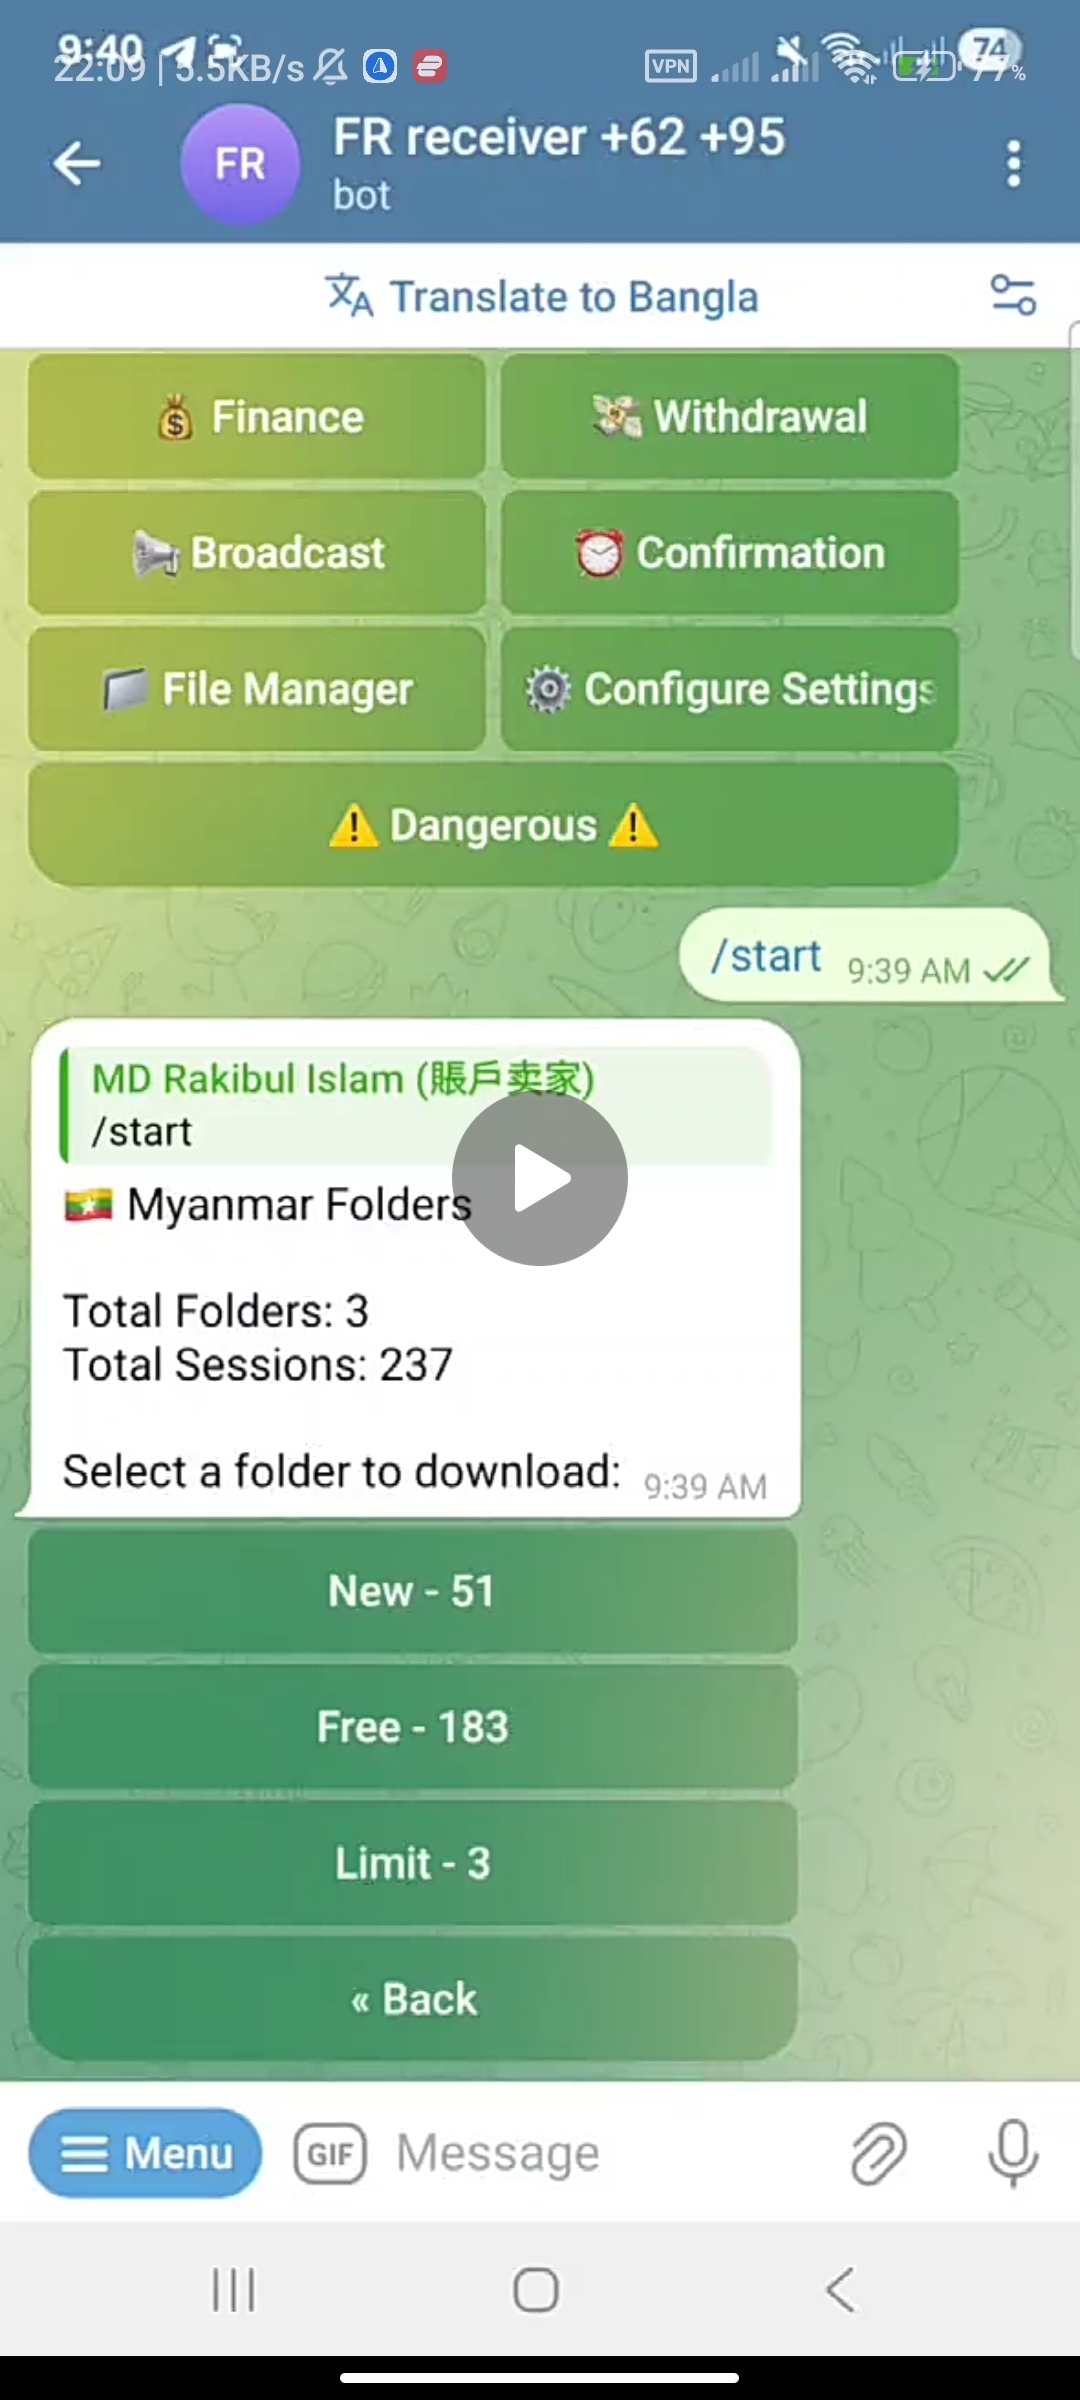 9:40
22:09 | 5.5KB/s
VPN
74
77%
FR
FR receiver +62 +95
bot
Translate to Bangla
💰 Finance
💸 Withdrawal
📢 Broadcast
⏰ Confirmation
📁 File Manager
⚙️ Configure Settings
⚠️ Dangerous ⚠️
/start 9:39 AM
MD Rakibul Islam (賬戶卖家)
/start
🇲🇲 Myanmar Folders
Total Folders: 3
Total Sessions: 237
Select a folder to download: 9:39 AM
New - 51
Free - 183
Limit - 3
« Back
Menu
GIF
Message